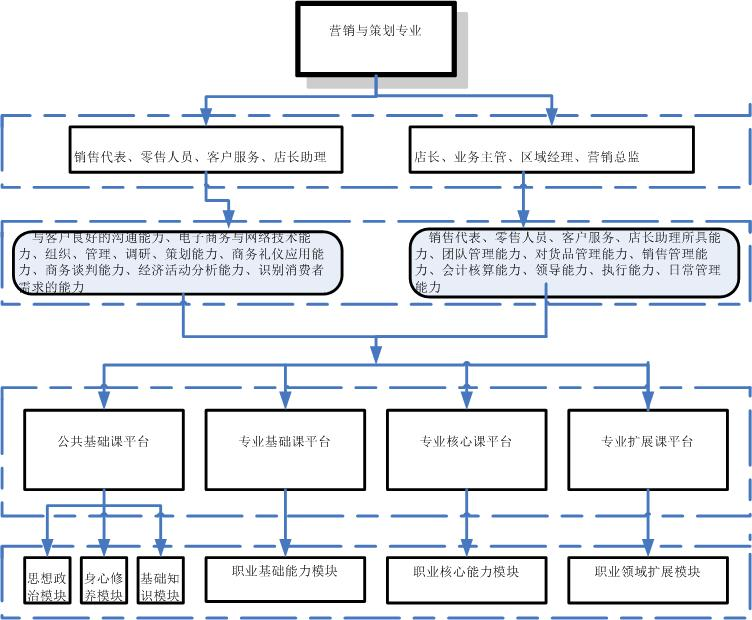 营销与策划专业
销售代表、零售人员、客户服务、店长助理
店长、业务主管、区域经理、营销总监
与客户良好的沟通能力、电子商务与网络技术能
力、组织、管理、调研、策划能力、商务礼仪应用能
力、商务谈判能力、经济活动分析能力、识别消费者
需求的能力
销售代表、零售人员、客户服务、店长助理所具能
力、团队管理能力、对货品管理能力、销售管理能
力、会计核算能力、领导能力、执行能力、日常管理
能力
公共基础课平台
专业基础课平台
专业核心课平台
专业扩展课平台
思想政
治模块
身心修
养模块
基础知
识模块
职业基础能力模块
职业核心能力模块
职业领域扩展模块